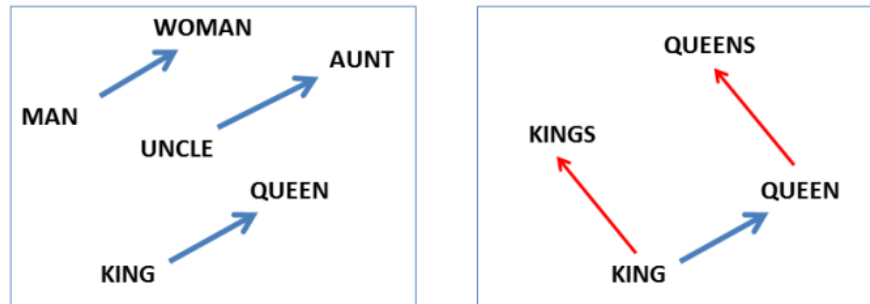 WOMAN
AUNT
MAN
UNCLE
QUEEN
KING
QUEENS
KINGS
QUEEN
KING